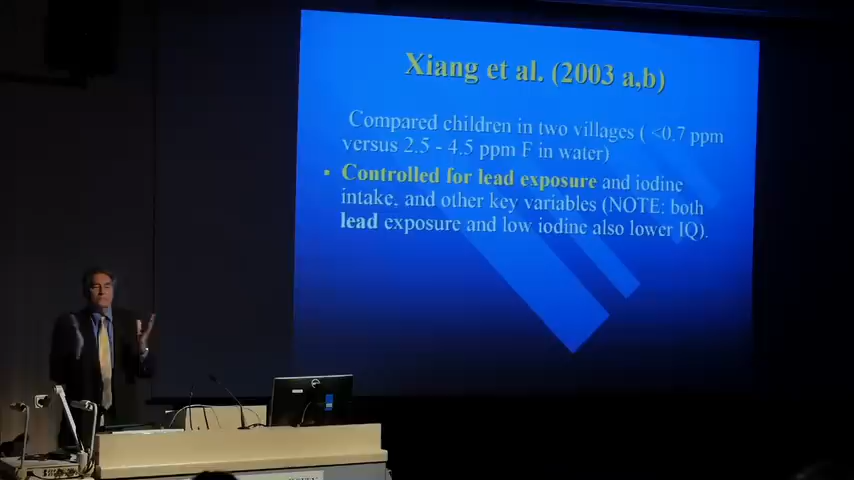 Xiang et al. (2003 a,b)
Compared children in two villages ( <0.7 ppm
versus 2.5 - 4.5 ppm F in water)
▪ Controlled for lead exposure and iodine
intake, and other key variables (NOTE: both
lead exposure and low iodine also lower IQ).